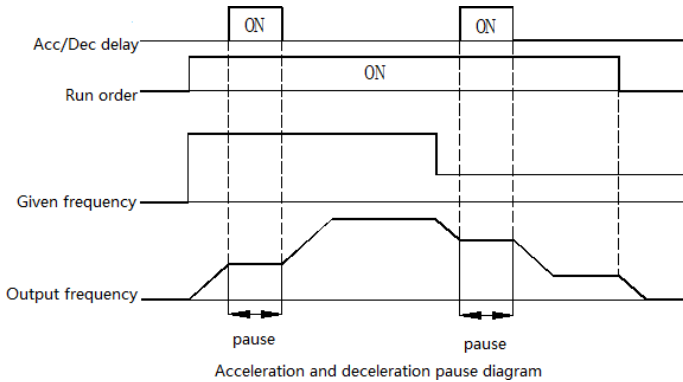 ON
ON
Acc/Dec delay
ON
Run order
Given frequency
Output frequency
pause
pause
Acceleration and deceleration pause diagram